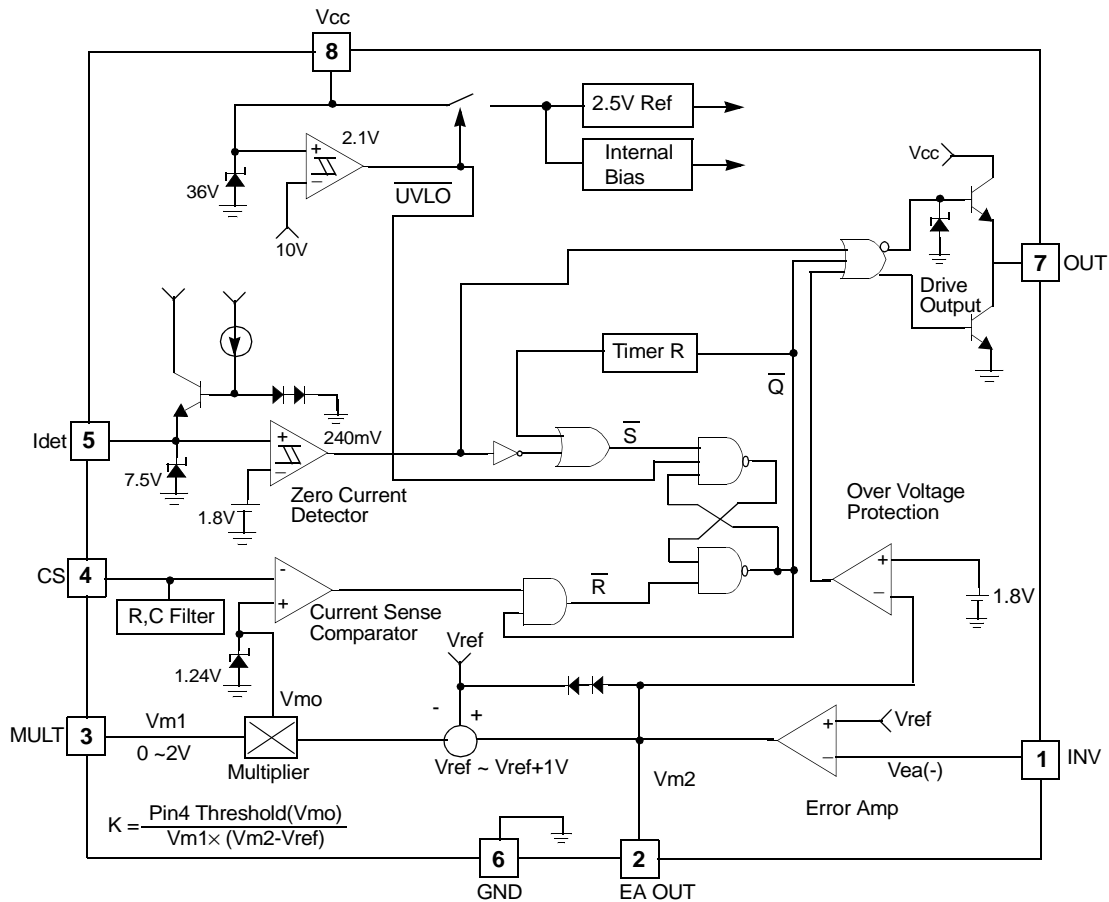 Vcc
8
2.5V Ref
2.1V
+
−
Internal
Bias
Vcc
36V
UVLO
10V
7
OUT
Drive
Output
Timer R
Q
Idet
5
+
−
240mV
S
7.5V
Zero Current
Detector
1.8V
Over Voltage
Protection
CS
4
-
+
R
+
−
R,C Filter
Current Sense
Comparator
1.8V
Vref
1.24V
Vmo
-
+
MULT
3
Vm1
0 ~2V
Multiplier
Vref ~ Vref+1V
+
−
Vref
1
INV
Vm2
Vea(-)
Error Amp
K = Pin4 Threshold(Vmo)
Vm1× (Vm2-Vref)
6
2
GND
EA OUT